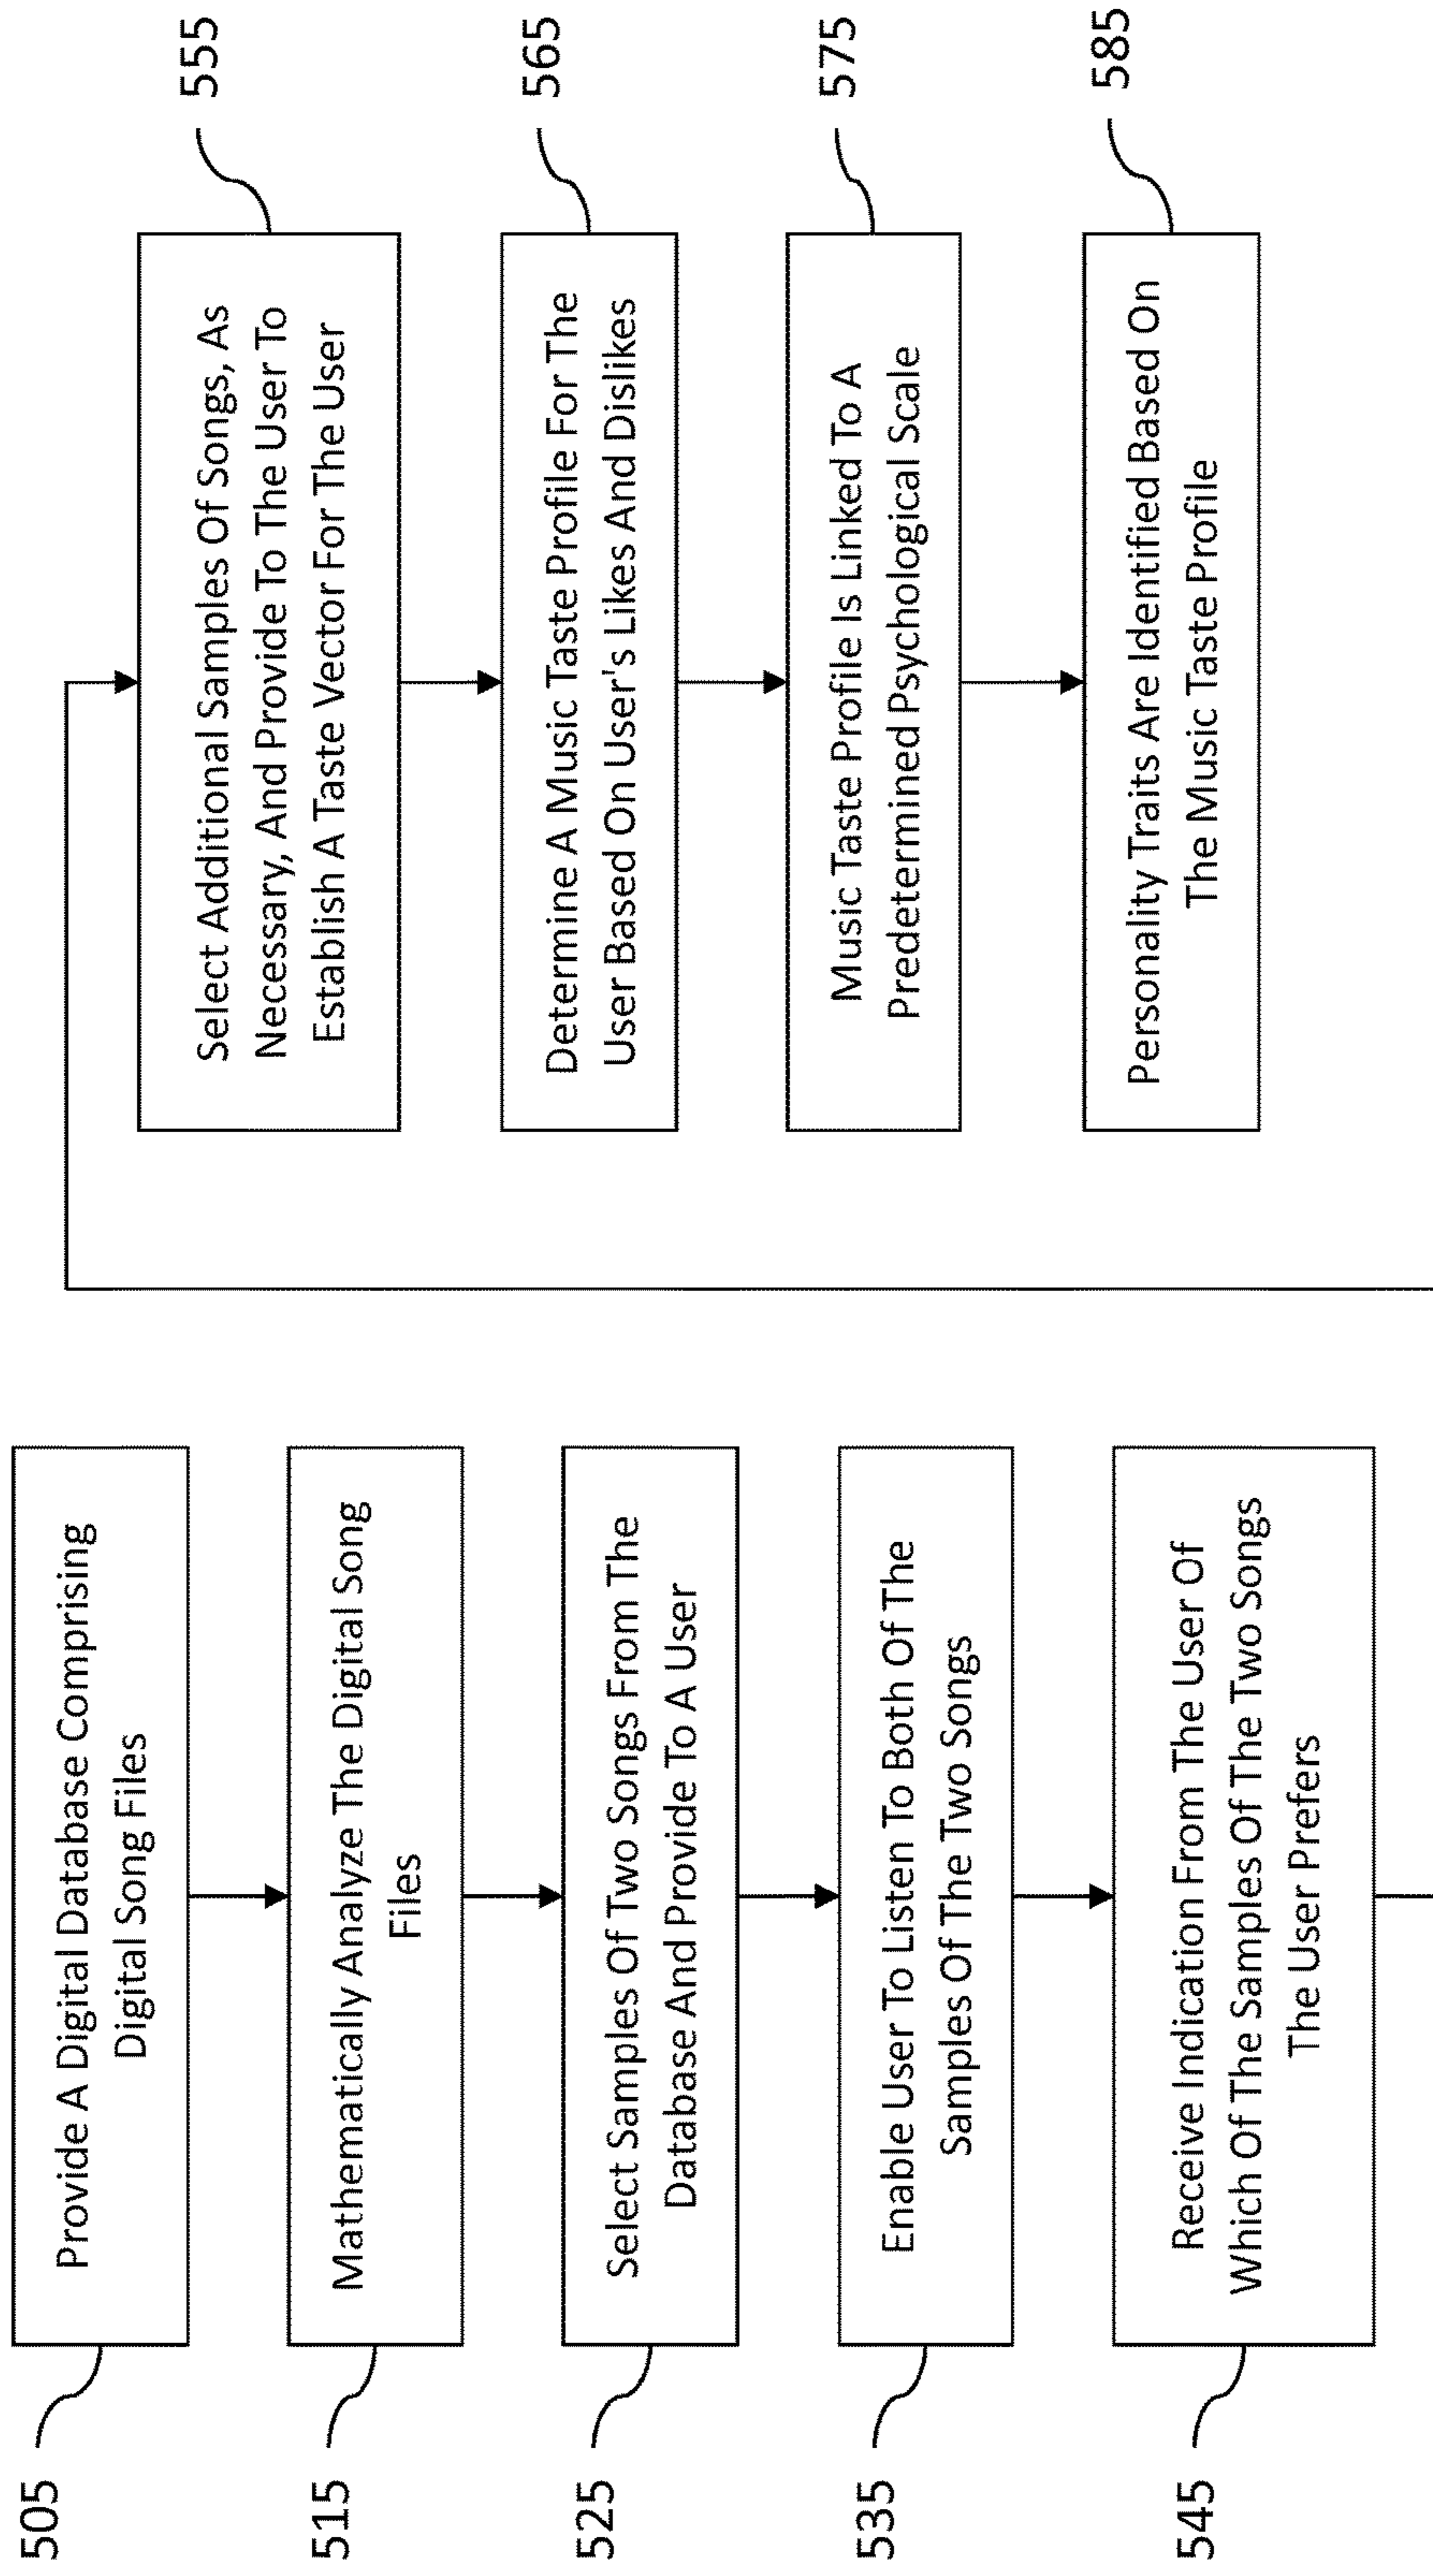 505
Provide A Digital Database Comprising
Digital Song Files
515
Mathematically Analyze The Digital Song
Files
525
Select Samples Of Two Songs From The
Database And Provide To A User
535
Enable User To Listen To Both Of The
Samples Of The Two Songs
545
Receive Indication From The User Of
Which Of The Samples Of The Two Songs
The User Prefers
555
Select Additional Samples Of Songs, As
Necessary, And Provide To The User To
Establish A Taste Vector For The User
565
Determine A Music Taste Profile For The
User Based On User's Likes And Dislikes
575
Music Taste Profile Is Linked To A
Predetermined Psychological Scale
585
Personality Traits Are Identified Based On
The Music Taste Profile